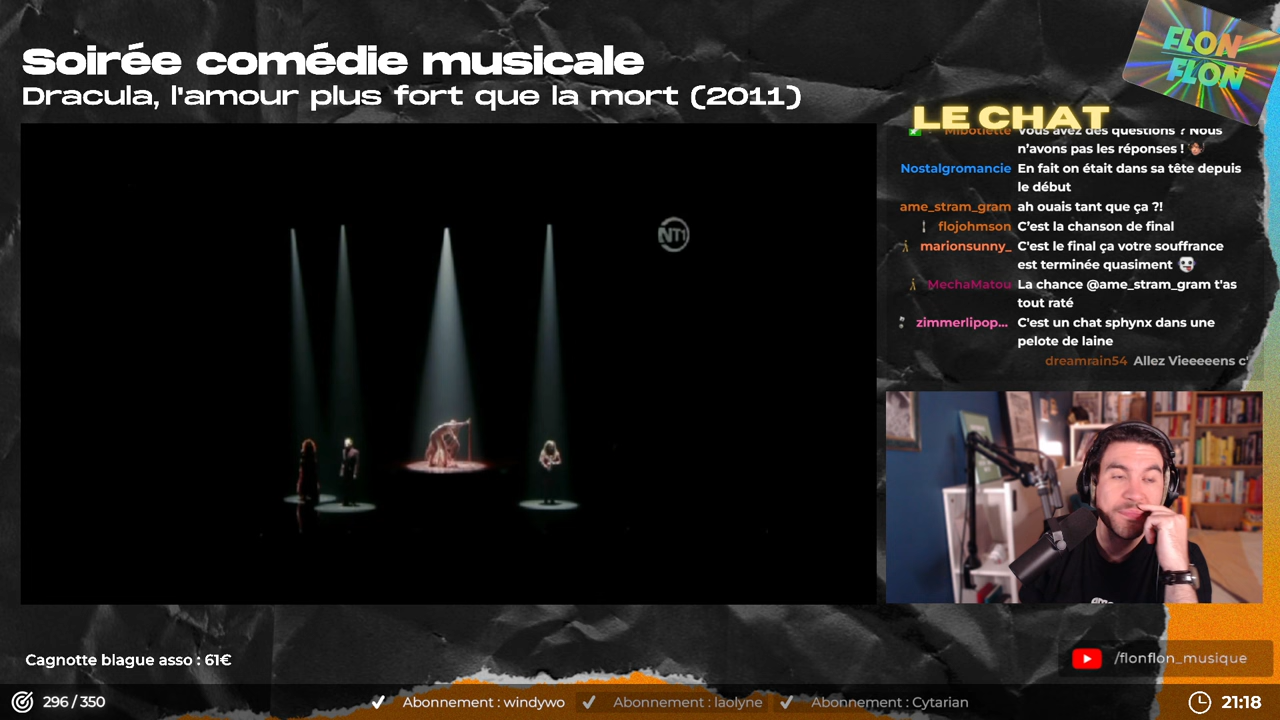 Soirée comédie musicale
Dracula, l'amour plus fort que la mort (2011)
FLON
FLON
LE CHAT
NT1
Mibotlette Vous avez des questions ? Nous
n'avons pas les réponses !
Nostalgromancie En fait on était dans sa tête depuis
le début
ame_stram_gram ah ouais tant que ça ?!
flojohmson C'est la chanson de final
marionsunny_ C'est le final ça votre souffrance
est terminée quasiment
MechaMatou La chance @ame_stram_gram t'as
tout raté
zimmerlipop... C'est un chat sphynx dans une
pelote de laine
dreamrain54 Allez Vieeeeens c'
Cagnotte blague asso : 61€
/flonflon_musique
296 / 350
Abonnement : windywo
Abonnement : laolyne
Abonnement : Cytarian
21:18